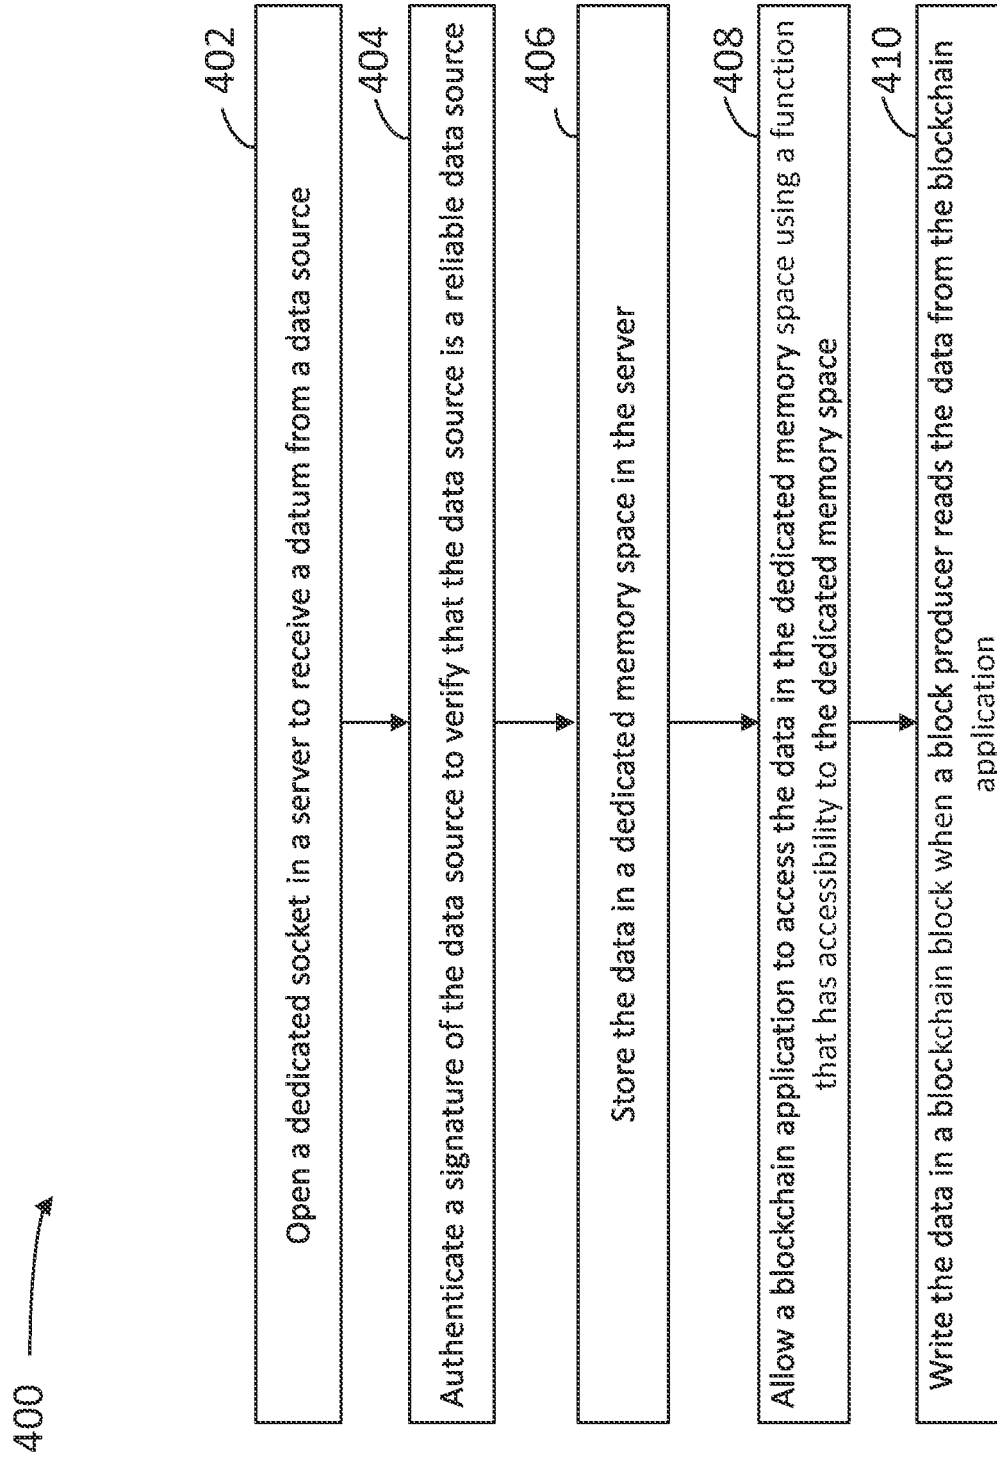 400
402
Open a dedicated socket in a server to receive a datum from a data source
404
Authenticate a signature of the data source to verify that the data source is a reliable data source
406
Store the data in a dedicated memory space in the server
408
Allow a blockchain application to access the data in the dedicated memory space using a function
that has accessibility to the dedicated memory space
410
Write the data in a blockchain block when a block producer reads the data from the blockchain
application